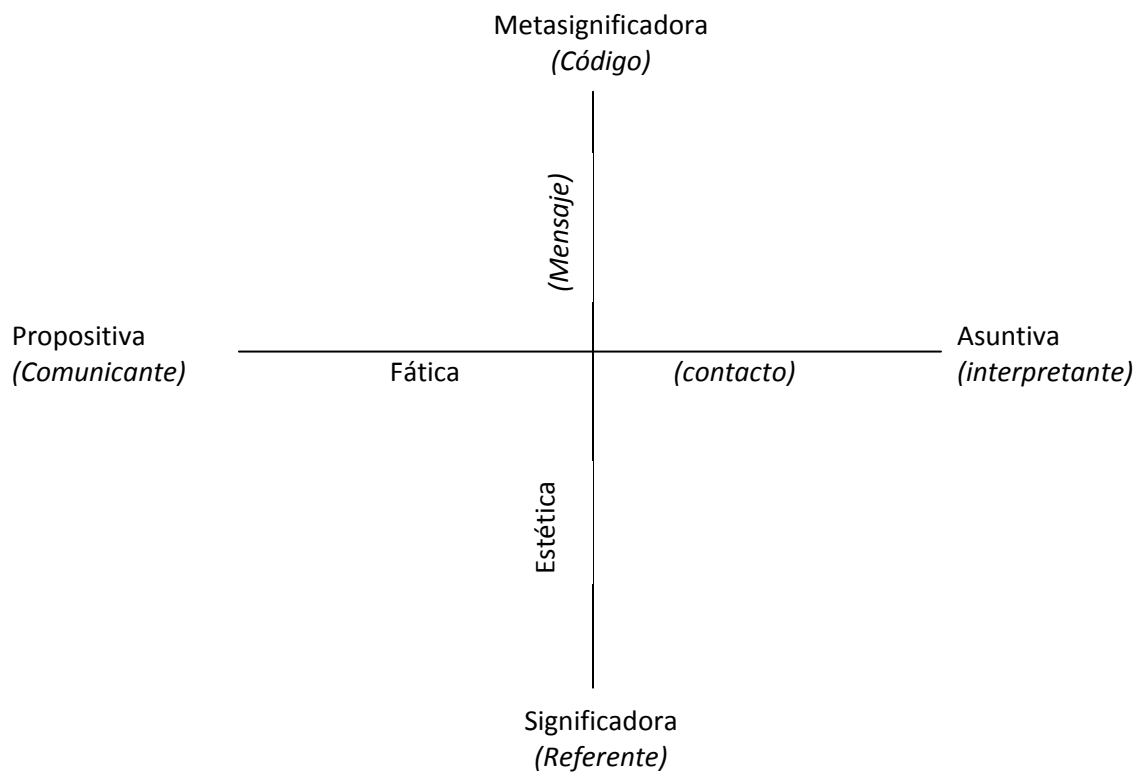 Metasignificadora
(Código)
(Mensaje)
Propositiva
(Comunicante)
Fática
(contacto)
Asuntiva
(interpretante)
Estética
Significadora
(Referente)